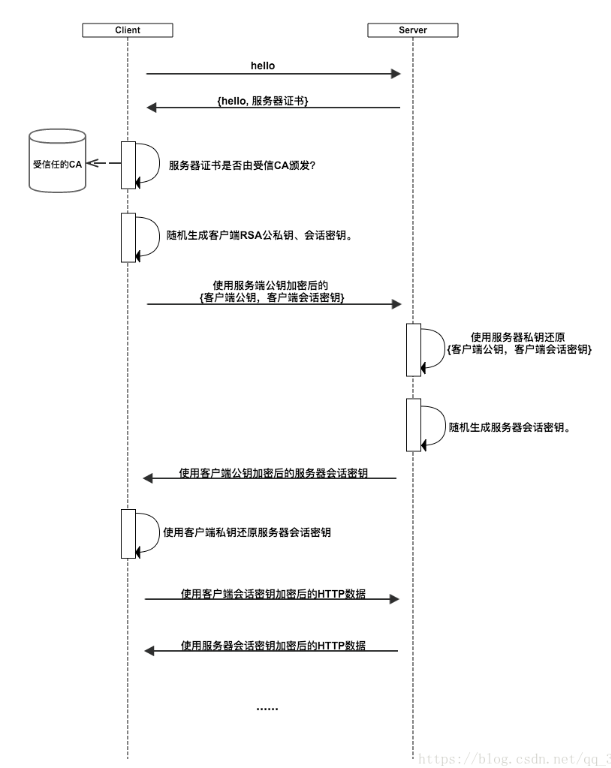 Client
Server
hello
{hello, 服务器证书}
受信任的CA
服务器证书是否由受信CA颁发?
随机生成客户端RSA公私钥、会话密钥。
使用服务端公钥加密后的
{客户端公钥，客户端会话密钥}
使用服务器私钥还原
{客户端公钥，客户端会话密钥}
随机生成服务器会话密钥。
使用客户端公钥加密后的服务器会话密钥
使用客户端私钥还原服务器会话密钥
使用客户端会话密钥加密后的HTTP数据
使用服务器会话密钥加密后的HTTP数据
......
https://blog.csdn.net/qq_3